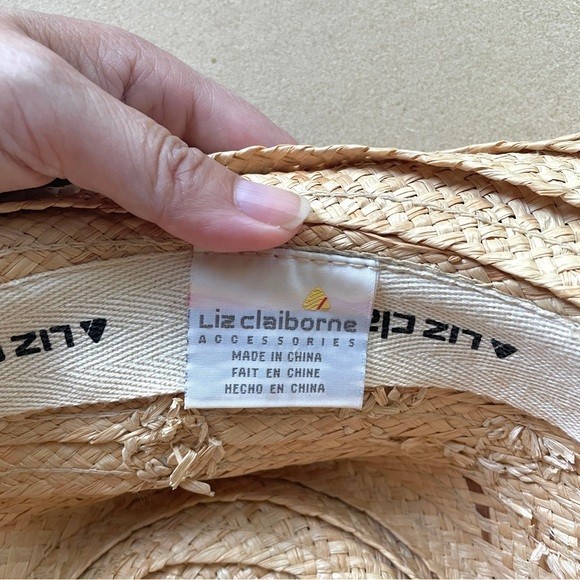 Liz claiborne
ACCESSORIES
MADE IN CHINA
FAIT EN CHINE
HECHO EN CHINA
LIZ
LIZ